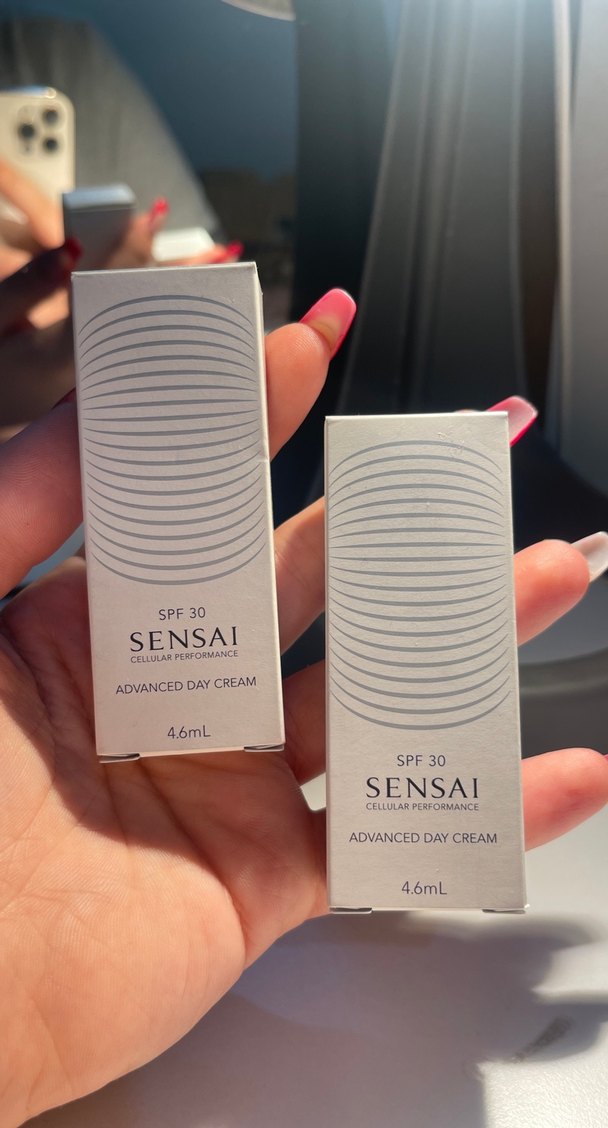 SPF 30
SENSAI
CELLULAR PERFORMANCE
ADVANCED DAY CREAM
4.6mL
SPF 30
SENSAI
CELLULAR PERFORMANCE
ADVANCED DAY CREAM
4.6mL